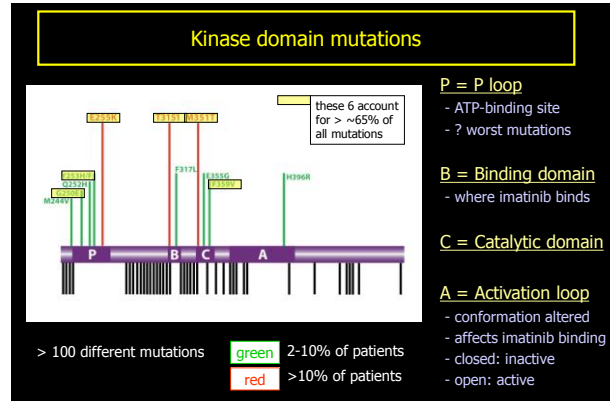 Kinase domain mutations
E255K
T315I
M351T
these 6 account
for > ~65% of
all mutations
F317L
E355G
F359V
H396R
Y253H/F
Q252H
G250E
M244V
P
B
C
A
P = P loop
- ATP-binding site
- ? worst mutations
B = Binding domain
- where imatinib binds
C = Catalytic domain
A = Activation loop
- conformation altered
- affects imatinib binding
- closed: inactive
- open: active
> 100 different mutations
green
2-10% of patients
red
>10% of patients